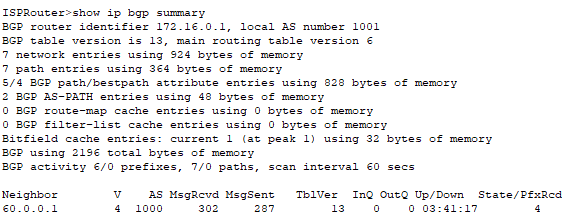 ISPRouter>show ip bgp summary
BGP router identifier 172.16.0.1, local AS number 1001
BGP table version is 13, main routing table version 6
7 network entries using 924 bytes of memory
7 path entries using 364 bytes of memory
5/4 BGP path/bestpath attribute entries using 828 bytes of memory
2 BGP AS-PATH entries using 48 bytes of memory
0 BGP route-map cache entries using 0 bytes of memory
0 BGP filter-list cache entries using 0 bytes of memory
Bitfield cache entries: current 1 (at peak 1) using 32 bytes of memory
BGP using 2196 total bytes of memory
BGP activity 6/0 prefixes, 7/0 paths, scan interval 60 secs
Neighbor V AS MsgRcvd MsgSent TblVer InQ OutQ Up/Down State/PfxRcd
60.0.0.1 4 1000 302 287 13 0 0 03:41:17 4